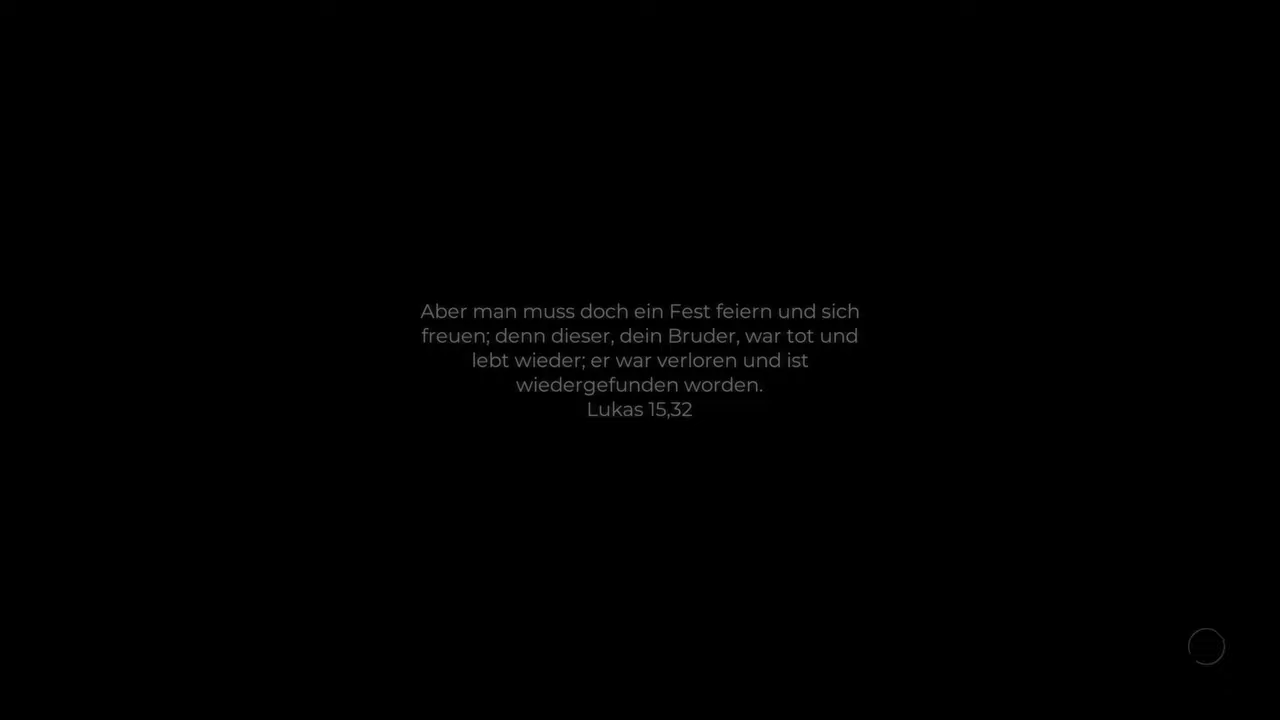 Aber man muss doch ein Fest feiern und sich
freuen; denn dieser, dein Bruder, war tot und
lebt wieder; er war verloren und ist
wiedergefunden worden.
Lukas 15,32